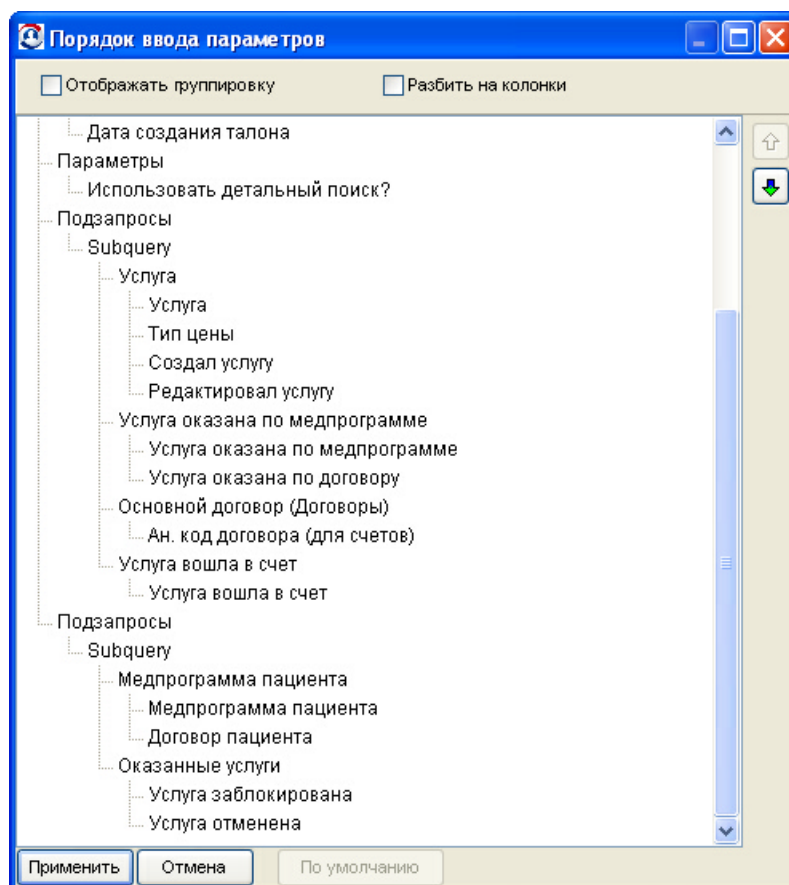 Порядок ввода параметров
Отображать группировку
Разбить на колонки
Дата создания талона
Параметры
Использовать детальный поиск?
Подзапросы
Subquery
Услуга
Услуга
Тип цены
Создал услугу
Редактировал услугу
Услуга оказана по медпрограмме
Услуга оказана по медпрограмме
Услуга оказана по договору
Основной договор (Договоры)
Ан. код договора (для счетов)
Услуга вошла в счет
Услуга вошла в счет
Подзапросы
Subquery
Медпрограмма пациента
Медпрограмма пациента
Договор пациента
Оказанные услуги
Услуга заблокирована
Услуга отменена
Применить
Отмена
По умолчанию